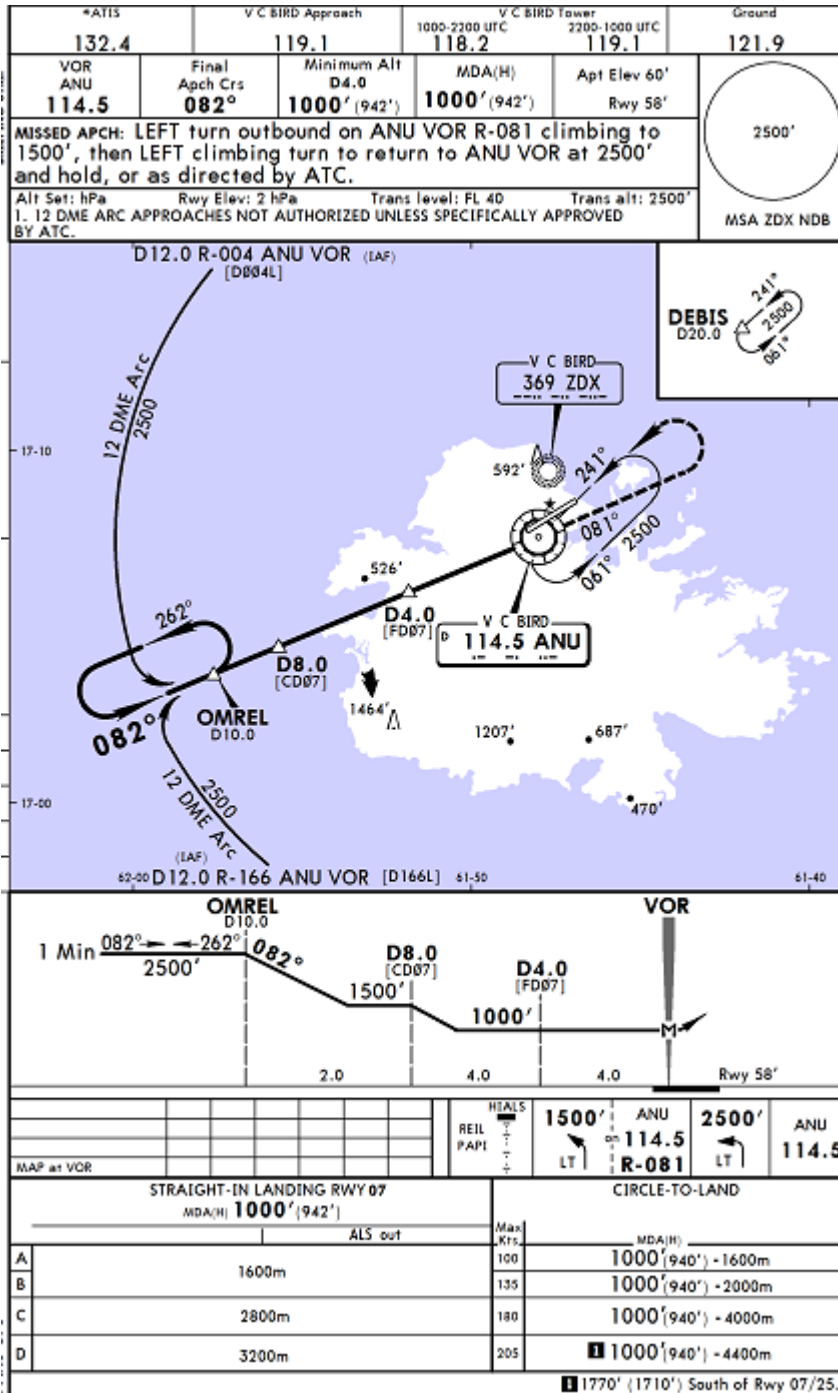 *ATIS
132.4
V C BIRD Approach
119.1
V C BIRD Tower
1000-2200 UTC
118.2
2200-1000 UTC
119.1
Ground
121.9
VOR
ANU
114.5
Final
Apch Crs
082°
Minimum Alt
D4.0
1000'(942')
MDA(H)
1000'(942')
Apt Elev 60'
Rwy 58'
2500'
MSA ZDX NDB
MISSED APCH: LEFT turn outbound on ANU VOR R-081 climbing to
1500', then LEFT climbing turn to return to ANU VOR at 2500'
and hold, or as directed by ATC.
Alt Set: hPa Rwy Elev: 2 hPa Trans level: FL 40 Trans alt: 2500'
1. 12 DME ARC APPROACHES NOT AUTHORIZED UNLESS SPECIFICALLY APPROVED
BY ATC.
D12.0 R-004 ANU VOR (IAF)
[DØØ4L]
12 DME Arc
2500
DEBIS
D20.0
241°
2500
061°
V C BIRD
369 ZDX
17-10
592'
241°
081°
061° 2500
526'
D4.0
[FDØ7]
V C BIRD
D 114.5 ANU
262°
D8.0
[CDØ7]
OMREL
D10.0
082°
1464'
1207'
687'
470'
2500
12 DME Arc
17-00
(IAF)
62-00
D12.0 R-166 ANU VOR [D166L]
61-50
61-40
OMREL
D10.0
VOR
1 Min
082°
262°
082°
2500'
D8.0
[CDØ7]
1500'
D4.0
[FDØ7]
1000'
M
2.0
4.0
4.0
Rwy 58'
MAP at VOR
REIL
PAPI
HIALS
1500'
LT
on
ANU
114.5
R-081
2500'
LT
ANU
114.5
STRAIGHT-IN LANDING RWY 07
MDA(H) 1000'(942')
ALS out
CIRCLE-TO-LAND
Max
Kts.
MDA(H)
A
1600m
100
1000'(940') - 1600m
B
135
1000'(940') - 2000m
C
2800m
180
1000'(940') - 4000m
D
3200m
205
1 1000'(940') - 4400m
1 1770' (1710') South of Rwy 07/25.